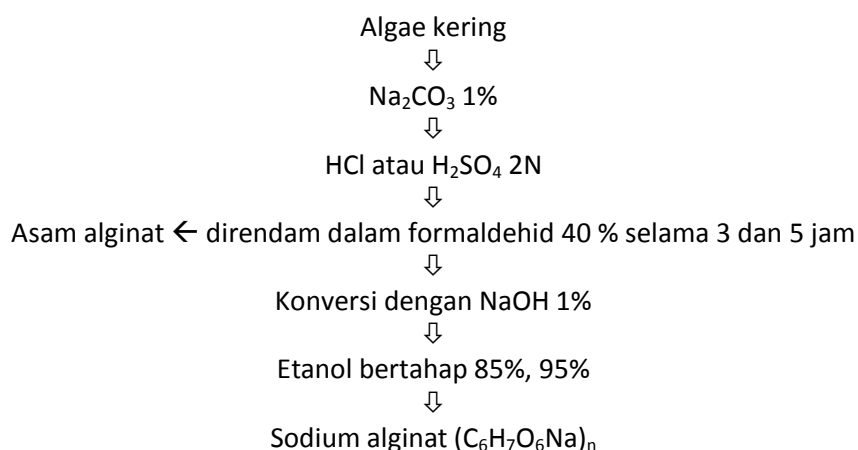 Algae kering
⇩
Na₂CO₃ 1%
⇩
HCl atau H₂SO₄ 2N
⇩
Asam alginat ← direndam dalam formaldehid 40 % selama 3 dan 5 jam
⇩
Konversi dengan NaOH 1%
⇩
Etanol bertahap 85%, 95%
⇩
Sodium alginat (C₆H₇O₆Na)ₙ